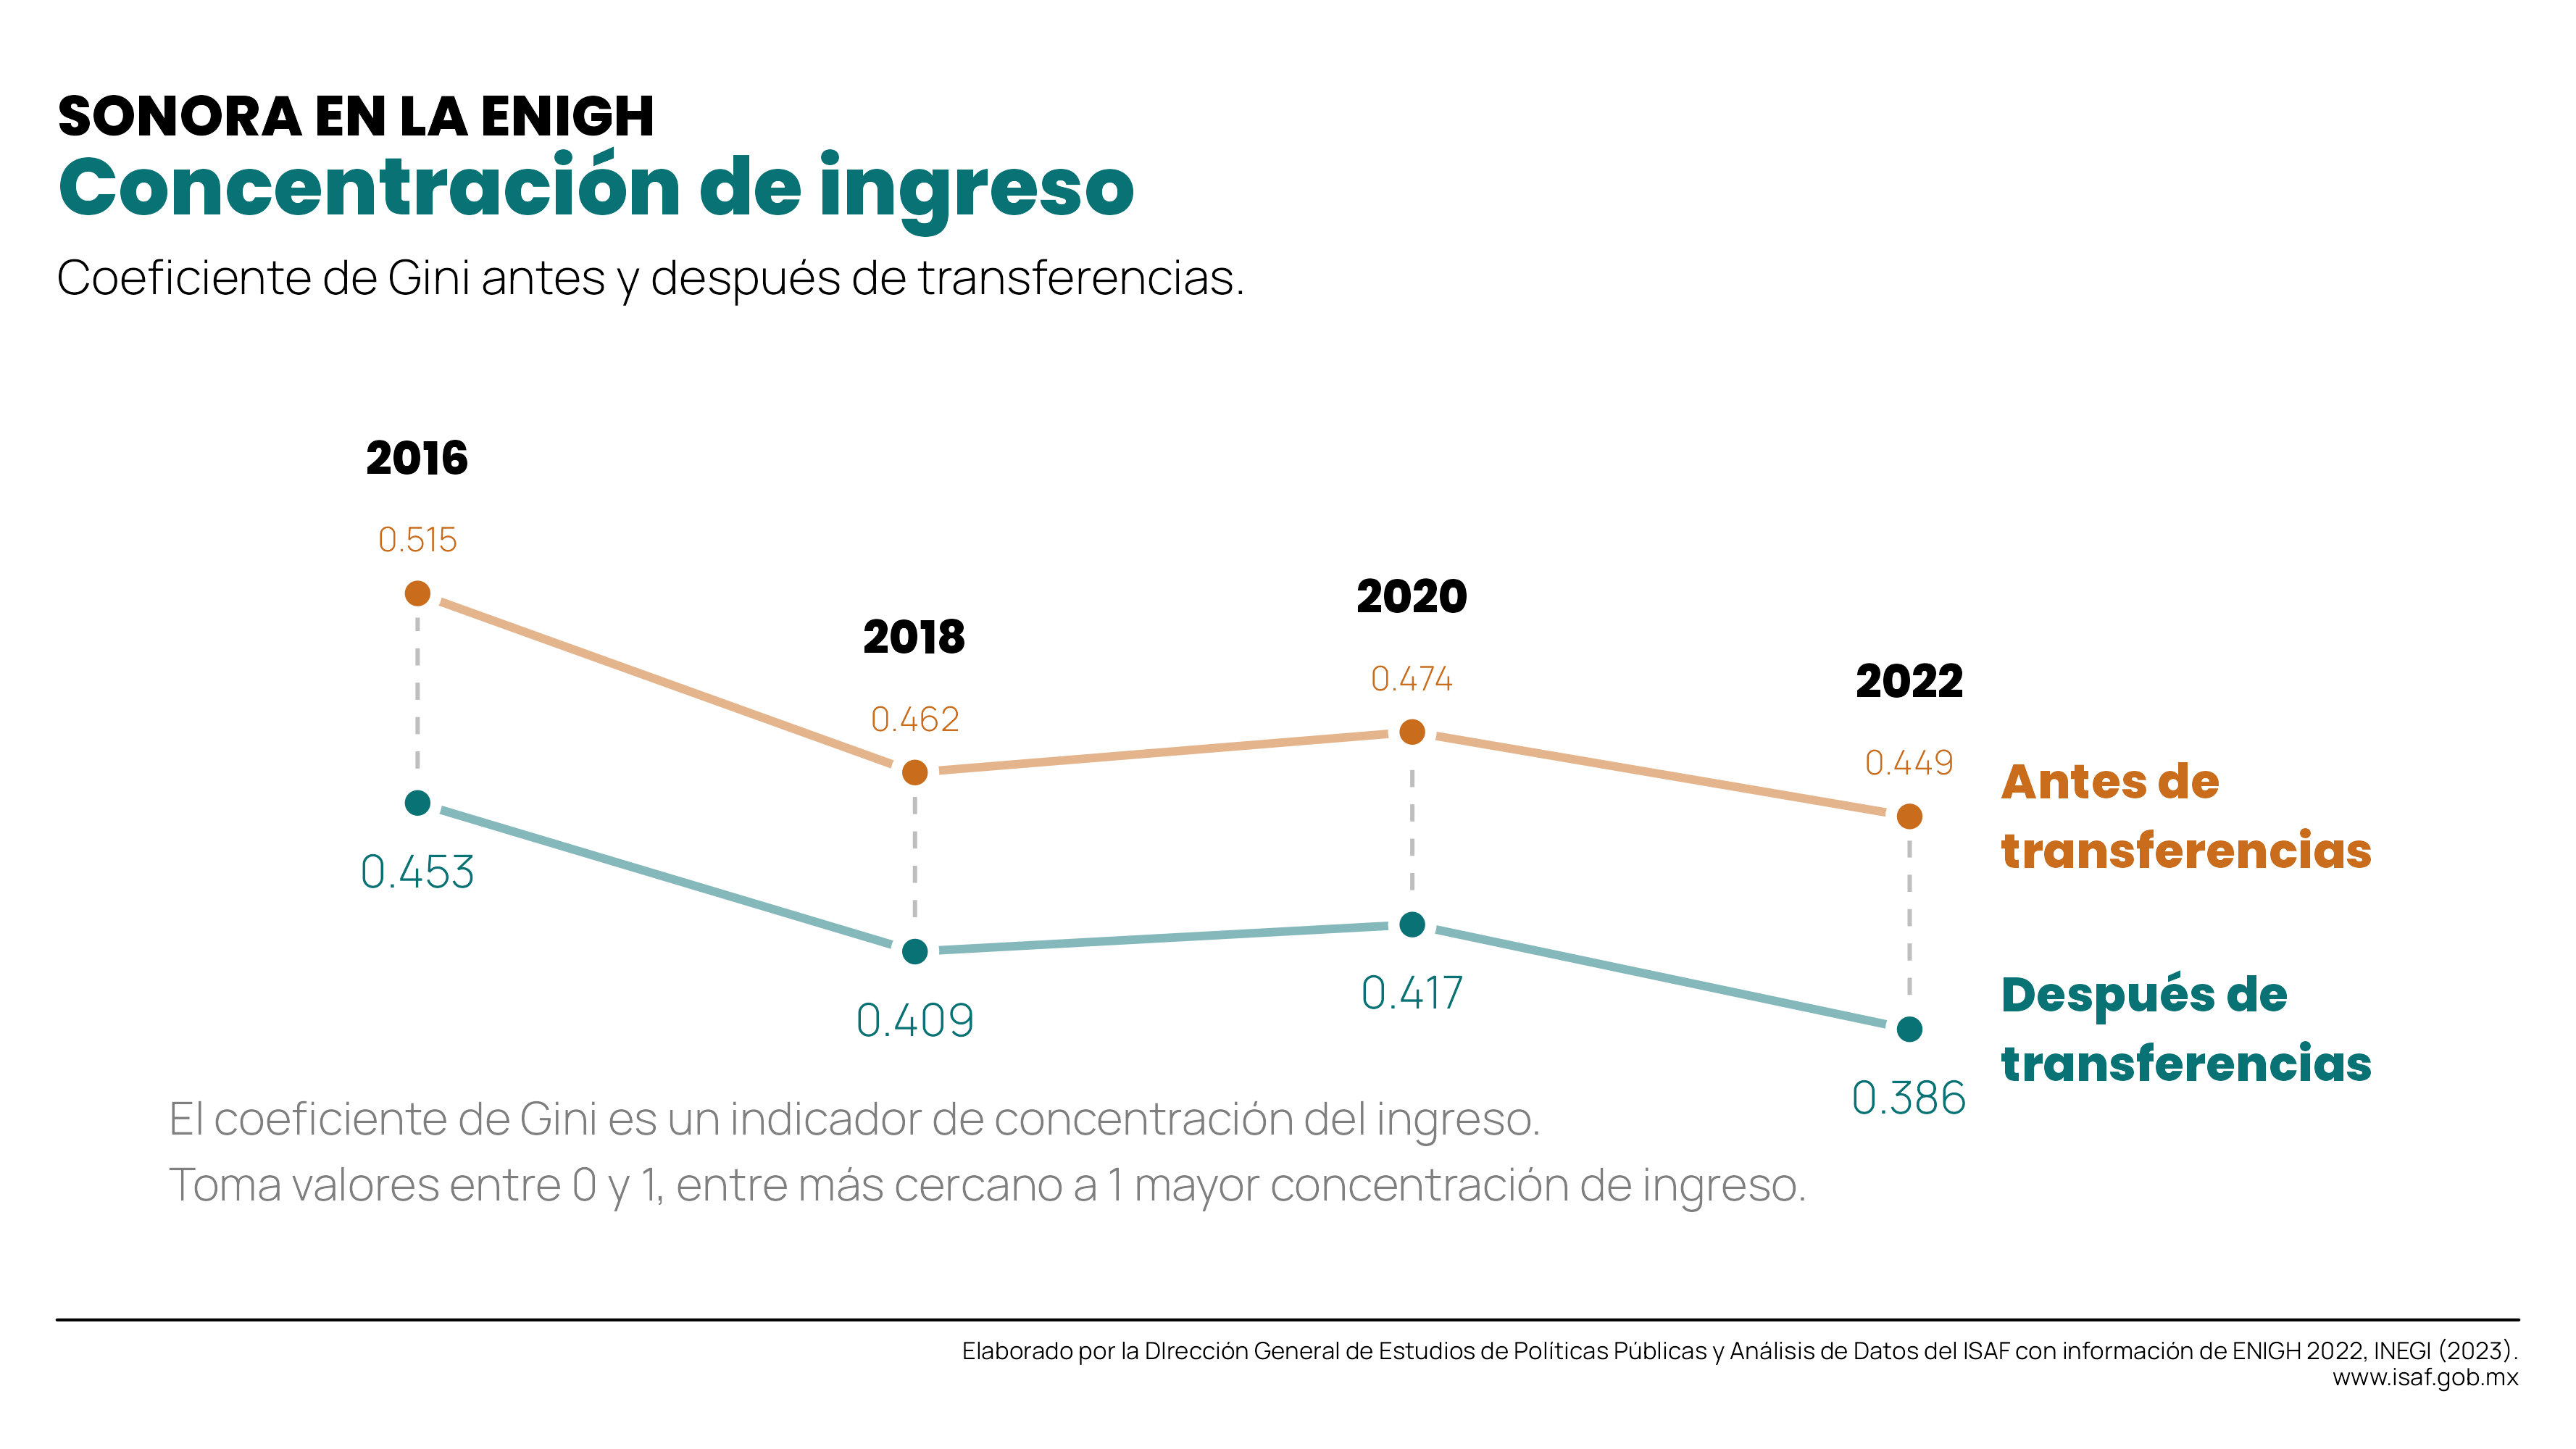 SONORA EN LA ENIGH
Concentración de ingreso
Coeficiente de Gini antes y después de transferencias.
2016
0.515
2018
0.462
2020
0.474
2022
0.449
Antes de
transferencias
0.453
0.409
0.417
0.386
Después de
transferencias
El coeficiente de Gini es un indicador de concentración del ingreso.
Toma valores entre 0 y 1, entre más cercano a 1 mayor concentración de ingreso.
Elaborado por la DIrección General de Estudios de Políticas Públicas y Análisis de Datos del ISAF con información de ENIGH 2022, INEGI (2023).
www.isaf.gob.mx